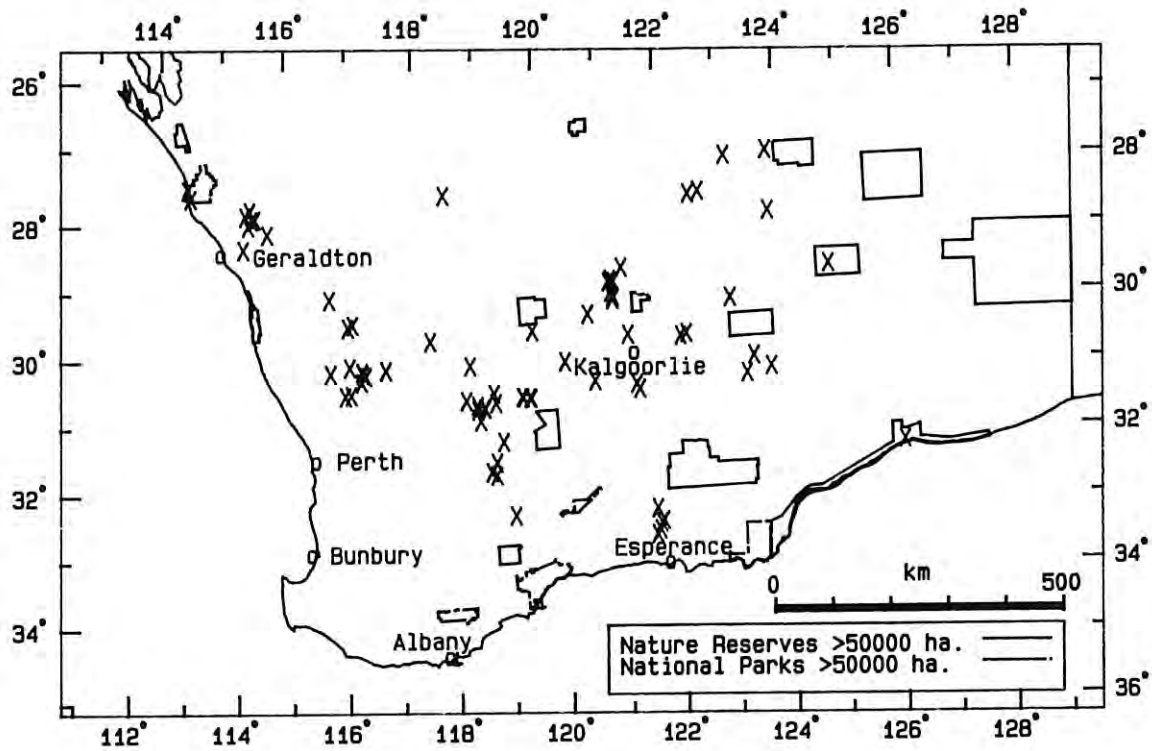 114° 116° 118° 120° 122° 124° 126° 128°
26°
28°
28°
Geraldton
30°
30°
Kalgoorlie
32°
Perth
32°
Esperance
Bunbury
34°
km
0 500
34°
Albany
Nature Reserves >50000 ha.
National Parks >50000 ha.
36°
112° 114° 116° 118° 120° 122° 124° 126° 128°